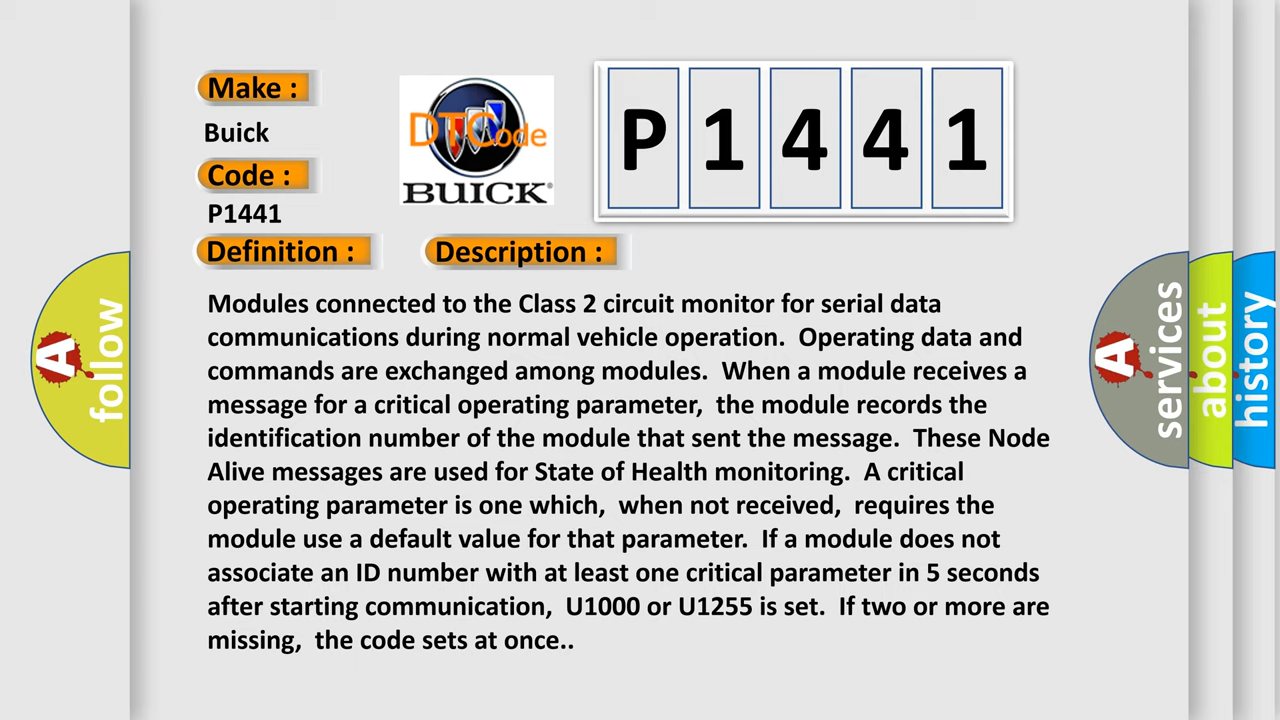 Make :
Buick
Code :
P1441
DTCode
BUICK
P1441
Definition :
Description :
Modules connected to the Class 2 circuit monitor for serial data
communications during normal vehicle operation. Operating data and
commands are exchanged among modules. When a module receives a
message for a critical operating parameter, the module records the
identification number of the module that sent the message. These Node
Alive messages are used for State of Health monitoring. A critical
operating parameter is one which, when not received, requires the
module use a default value for that parameter. If a module does not
associate an ID number with at least one critical parameter in 5 seconds
after starting communication, U1000 or U1255 is set. If two or more are
missing, the code sets at once..
A
follow
A
services
about
history